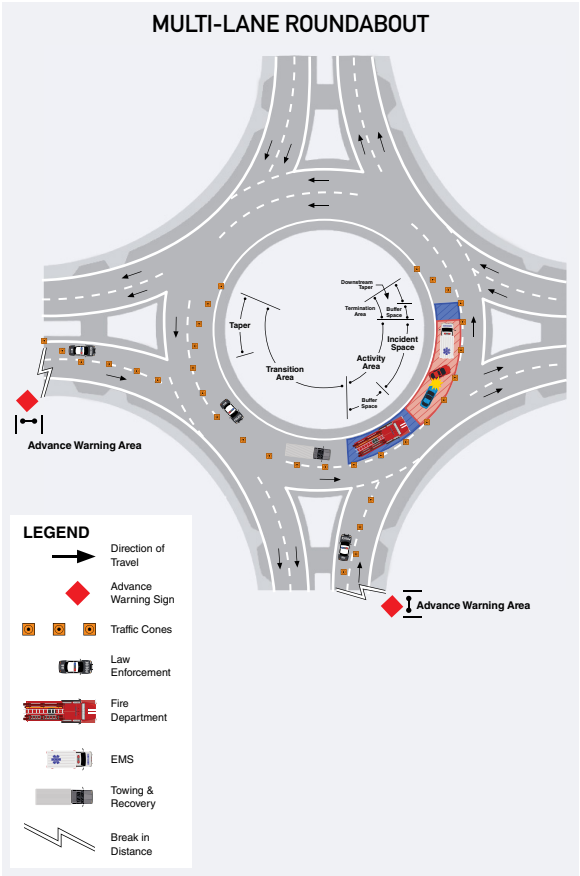 MULTI-LANE ROUNDABOUT
Downstream
Taper
Termination
Area
Buffer
Space
Taper
Incident
Space
Transition
Area
Activity
Area
Buffer
Space
Advance Warning Area
LEGEND
Direction of
Travel
Advance
Warning Sign
Traffic Cones
Law
Enforcement
Fire
Department
EMS
Towing &
Recovery
Break in
Distance
Advance Warning Area